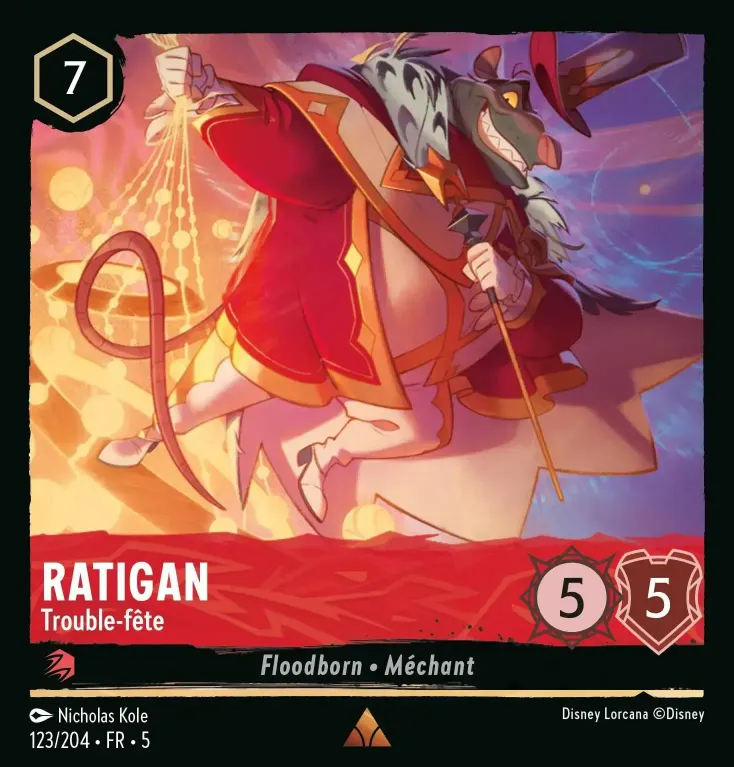 7
RATIGAN
Trouble-fête
5
5
Floodborn • Méchant
Nicholas Kole
Disney Lorcana ©Disney
123/204 • FR • 5